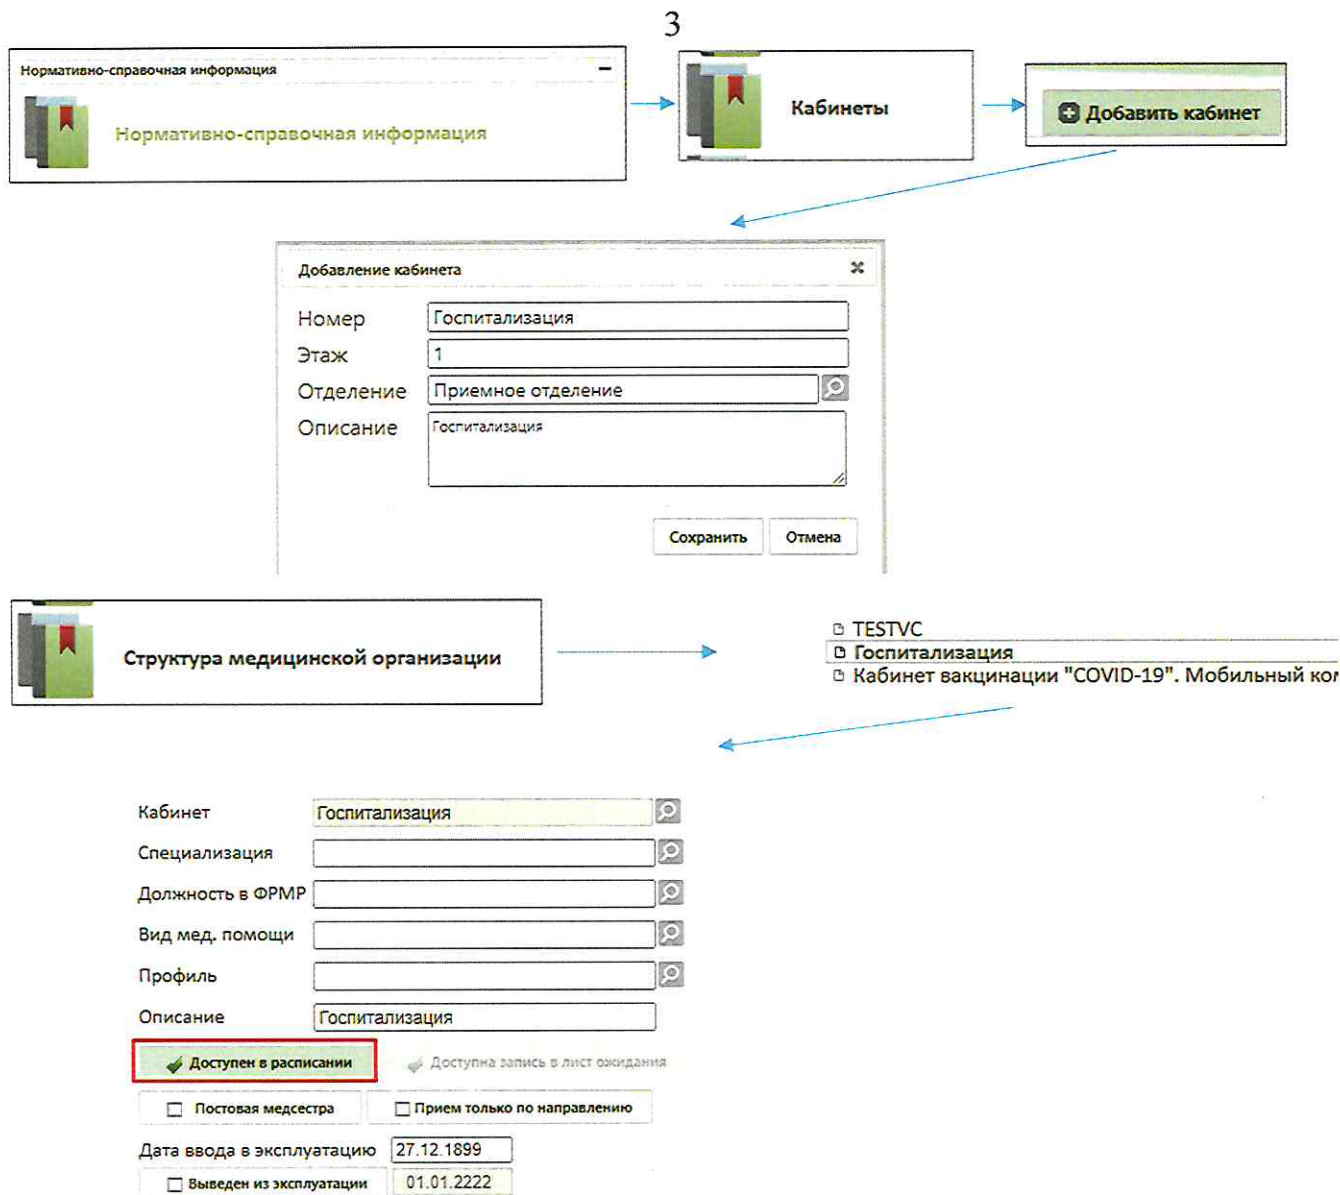 3
Нормативно-справочная информация
Нормативно-справочная информация
Кабинеты
Добавить кабинет
Добавление кабинета
Номер Госпитализация
Этаж 1
Отделение Приемное отделение
Описание Госпитализация
Сохранить Отмена
Структура медицинской организации
TESTVC
Госпитализация
Кабинет вакцинации "COVID-19". Мобильный ко
Кабинет Госпитализация
Специализация
Должность в ФРМР
Вид мед. помощи
Профиль
Описание Госпитализация
Доступен в расписании Доступна запись в лист ожидания
Постовая медсестра Прием только по направлению
Дата ввода в эксплуатацию 27.12.1899
Выведен из эксплуатации 01.01.2222